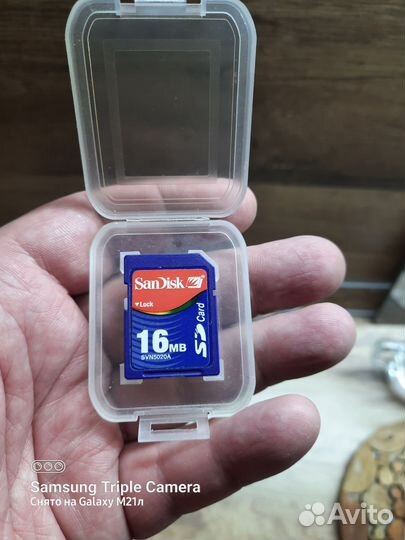 SanDisk
▼Lock
16MB
SVN5020A
SD Card
Samsung Triple Camera
Снято на Galaxy M21л
Avito